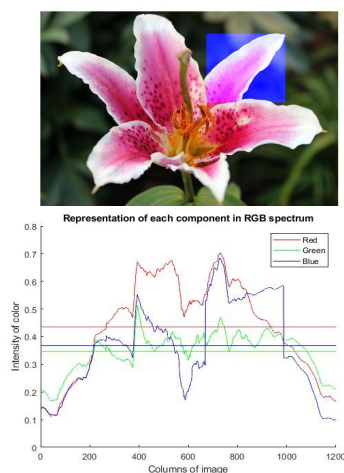 Representation of each component in RGB spectrum
Red
Green
Blue
Intensity of color
0.8
0.7
0.6
0.5
0.4
0.3
0.2
0.1
0
0 200 400 600 800 1000 1200
Columns of image